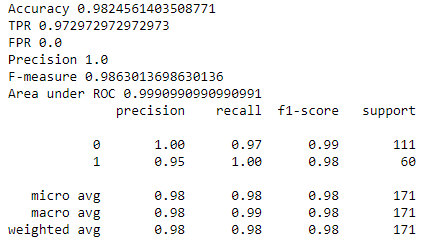 Accuracy 0.9824561403508771
TPR 0.972972972972973
FPR 0.0
Precision 1.0
F-measure 0.9863013698630136
Area under ROC 0.9990990990990991
precision recall f1-score support
0 1.00 0.97 0.99 111
1 0.95 1.00 0.98 60
micro avg 0.98 0.98 0.98 171
macro avg 0.98 0.99 0.98 171
weighted avg 0.98 0.98 0.98 171